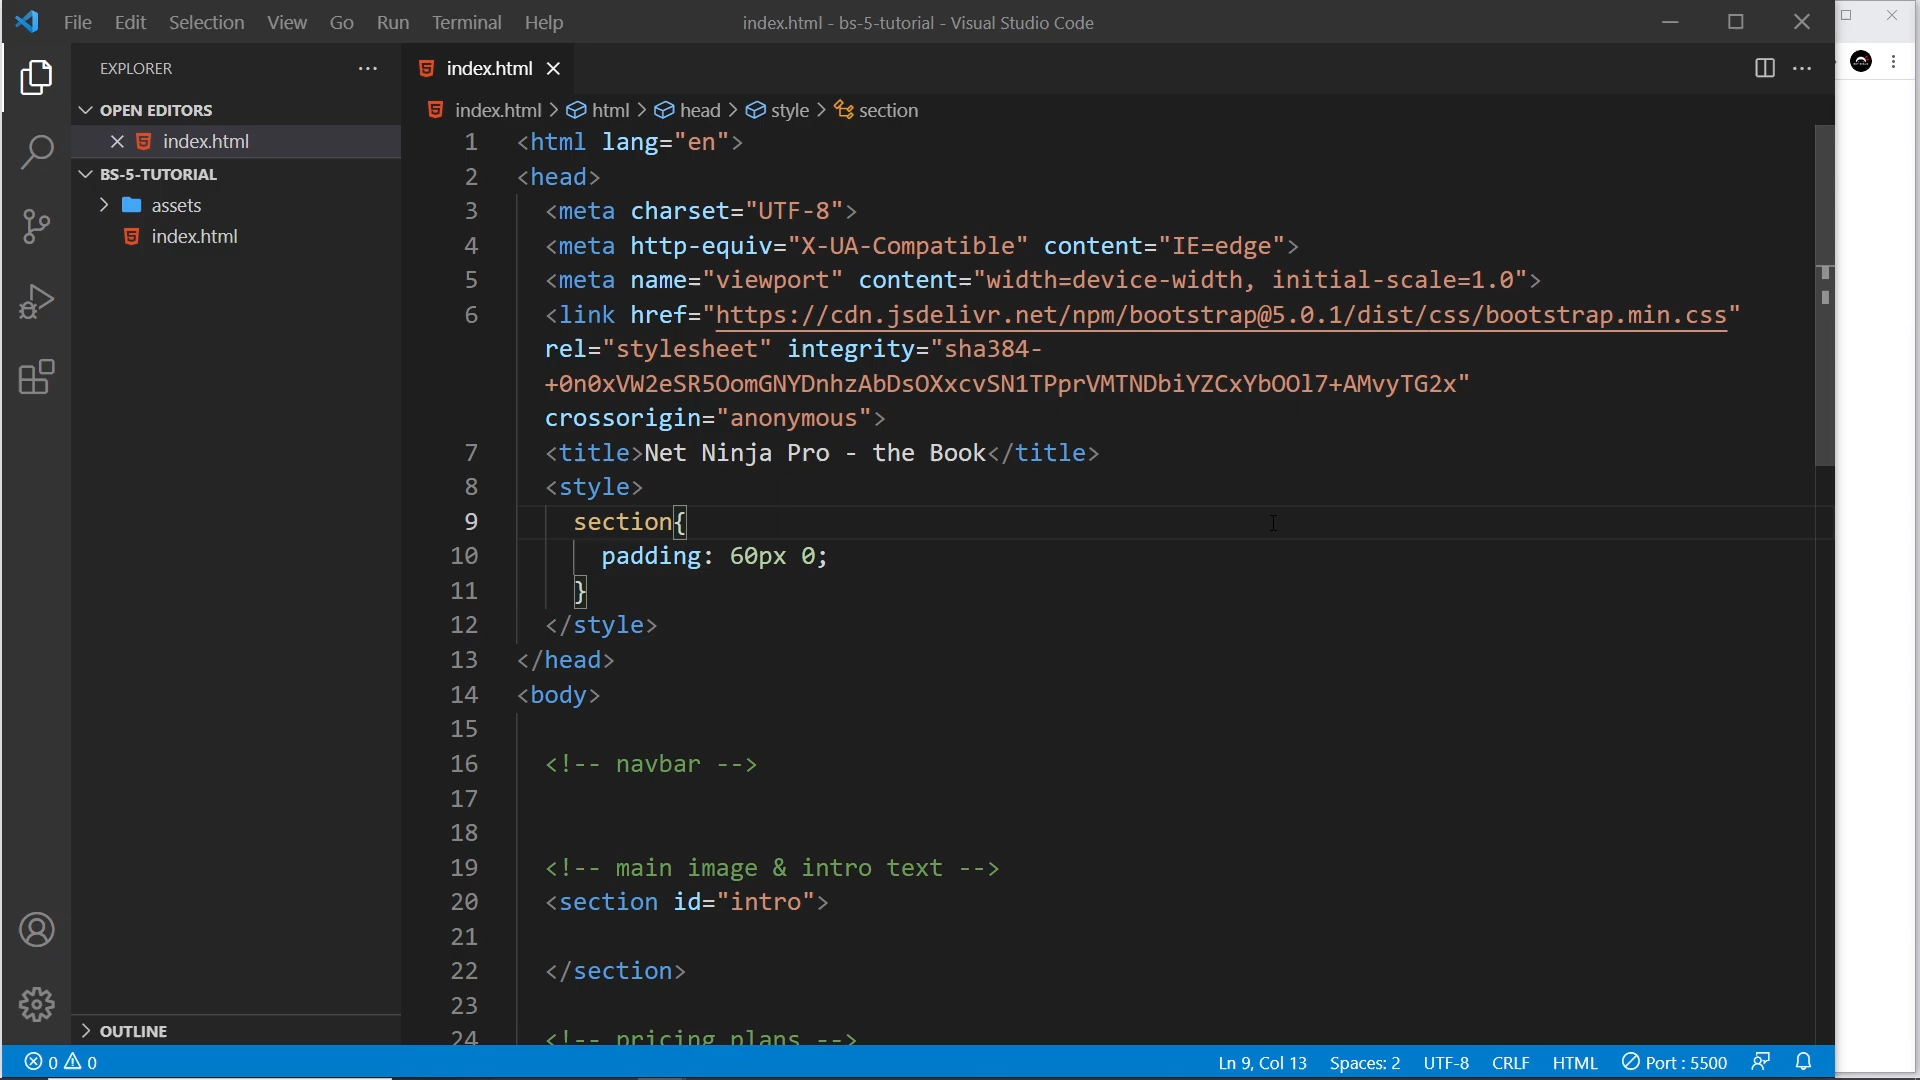 File Edit Selection View Go Run Terminal Help
index.html - bs-5-tutorial - Visual Studio Code
EXPLORER
OPEN EDITORS
index.html
BS-5-TUTORIAL
assets
index.html
OUTLINE
index.html
index.html > html > head > style > section
1 <html lang="en">
2 <head>
3 <meta charset="UTF-8">
4 <meta http-equiv="X-UA-Compatible" content="IE=edge">
5 <meta name="viewport" content="width=device-width, initial-scale=1.0">
6 <link href="https://cdn.jsdelivr.net/npm/bootstrap@5.0.1/dist/css/bootstrap.min.css"
rel="stylesheet" integrity="sha384-
+0n0xVW2eSR5OomGNYDnhzAbDsOXxcvSN1TPprVMTNDbiYZCxYbOOl7+AMvyTG2x"
crossorigin="anonymous">
7 <title>Net Ninja Pro - the Book</title>
8 <style>
9 section{
10 padding: 60px 0;
11 }
12 </style>
13 </head>
14 <body>
15
16 <!-- navbar -->
17
18
19 <!-- main image & intro text -->
20 <section id="intro">
21
22 </section>
23
24 <!-- pricing plans -->
0 0
Ln 9, Col 13 Spaces: 2 UTF-8 CRLF HTML Port : 5500